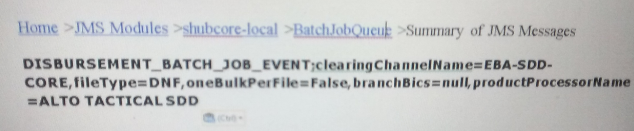 Home >JMS Modules >shubcore-local >BatchJobQueue >Summary of JMS Messages
DISBURSEMENT_BATCH_JOB_EVENT;clearingChannelName=EBA-SDD-
CORE,fileType=DNF,oneBulkPerFile=False,branchBics=null,productProcessorName
=ALTO TACTICAL SDD